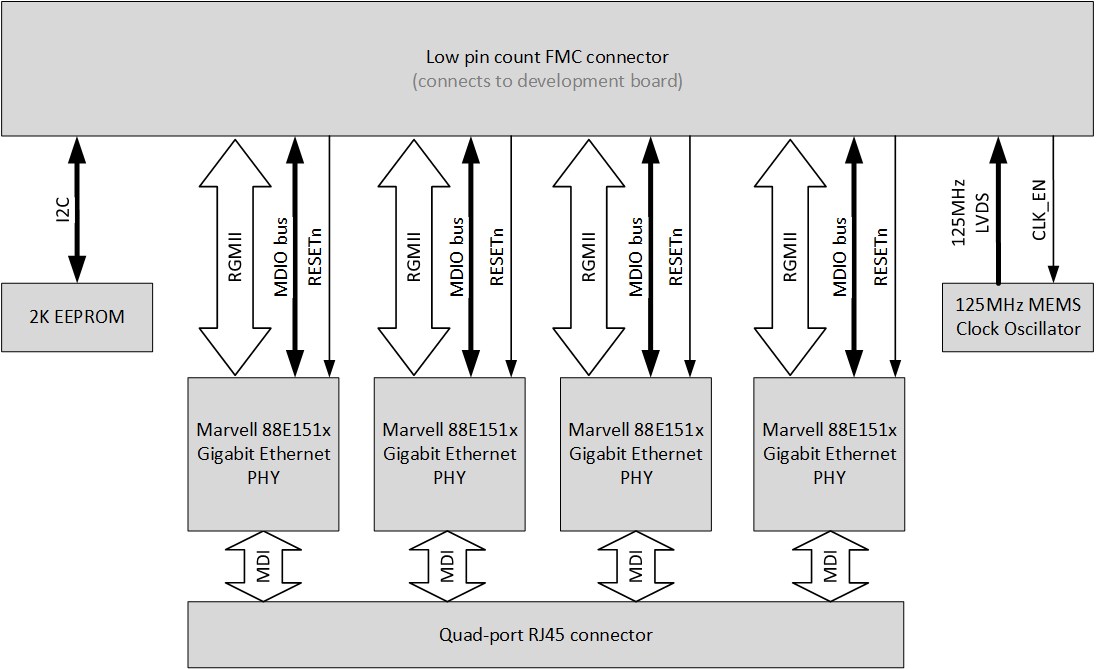 Low pin count FMC connector
(connects to development board)
I2C
RGMII
MDIO bus
RESETn
RGMII
MDIO bus
RESETn
RGMII
MDIO bus
RESETn
RGMII
MDIO bus
RESETn
125MHz
LVDS
CLK_EN
2K EEPROM
125MHz MEMS
Clock Oscillator
Marvell 88E151x
Gigabit Ethernet
PHY
Marvell 88E151x
Gigabit Ethernet
PHY
Marvell 88E151x
Gigabit Ethernet
PHY
Marvell 88E151x
Gigabit Ethernet
PHY
MDI
MDI
MDI
MDI
Quad-port RJ45 connector